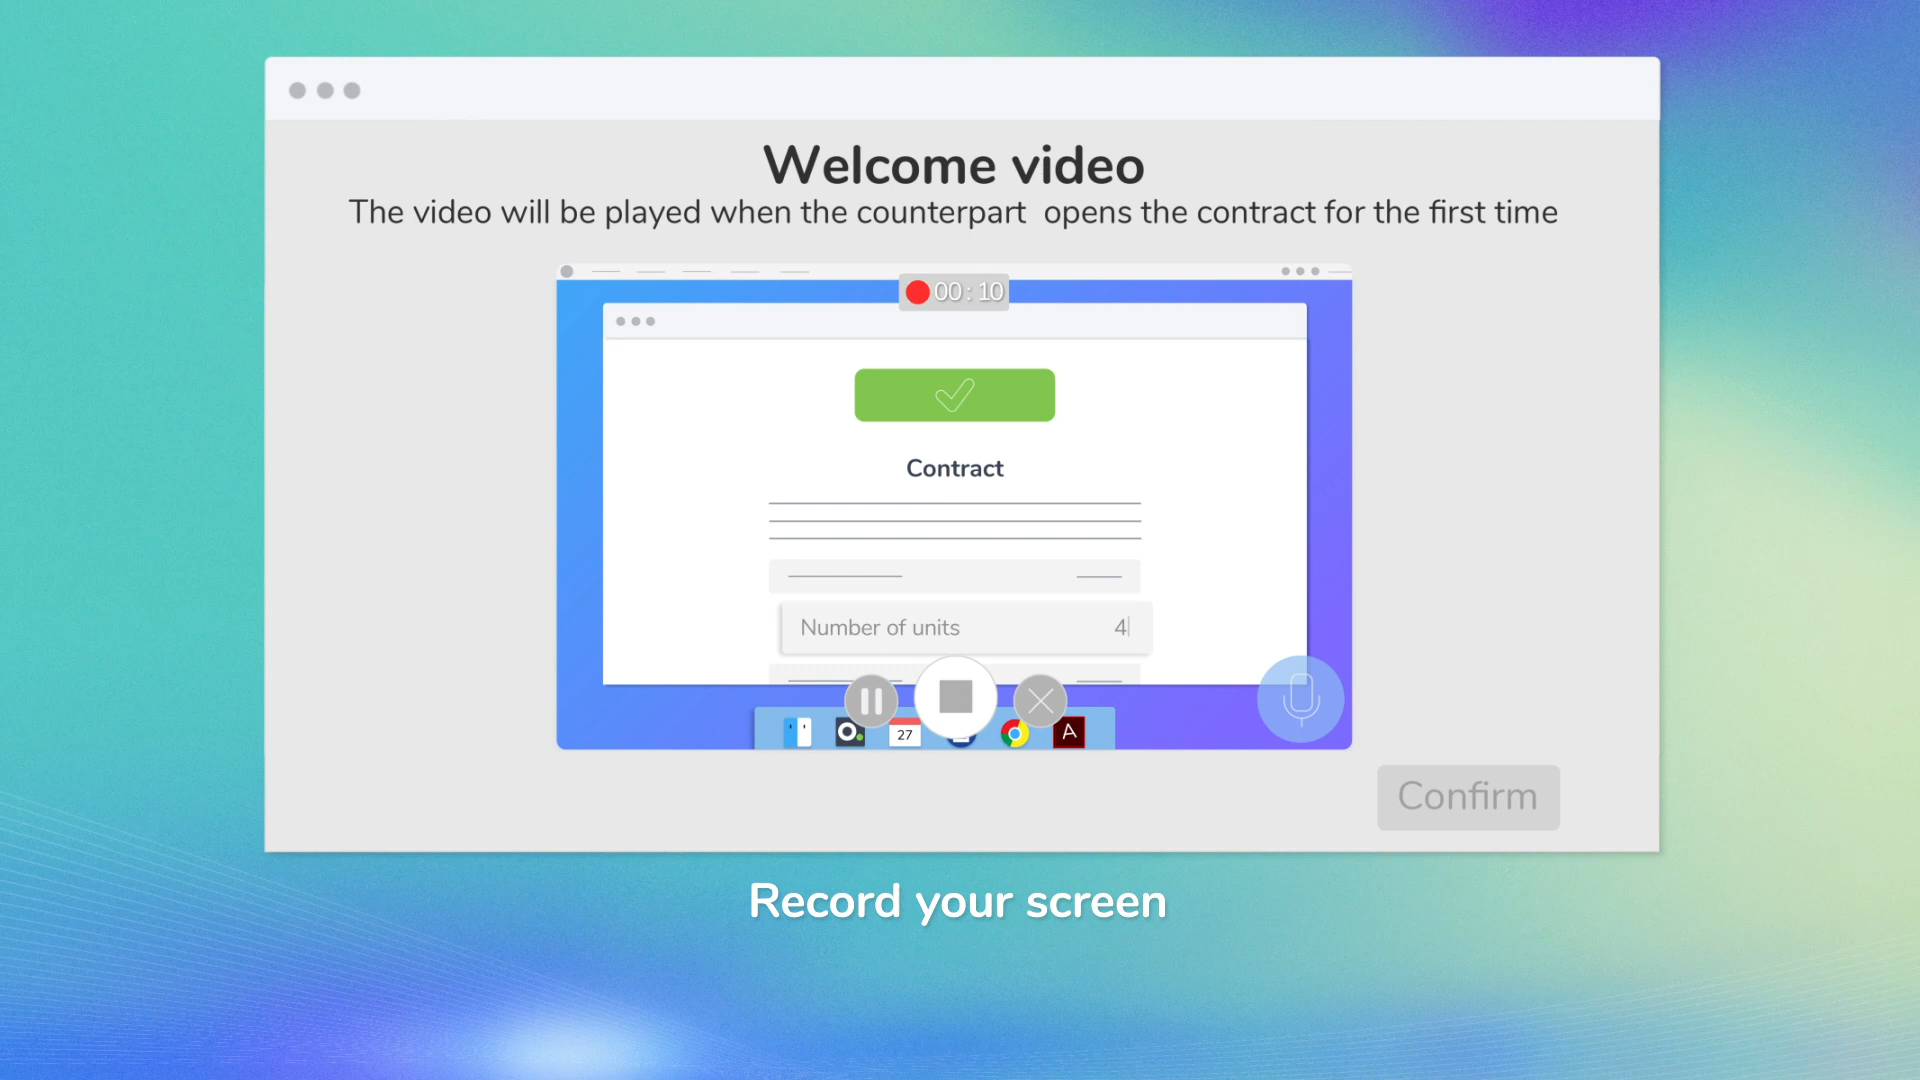 Welcome video
The video will be played when the counterpart opens the contract for the first time
00 : 10
Contract
Number of units 4
27
Confirm
Record your screen